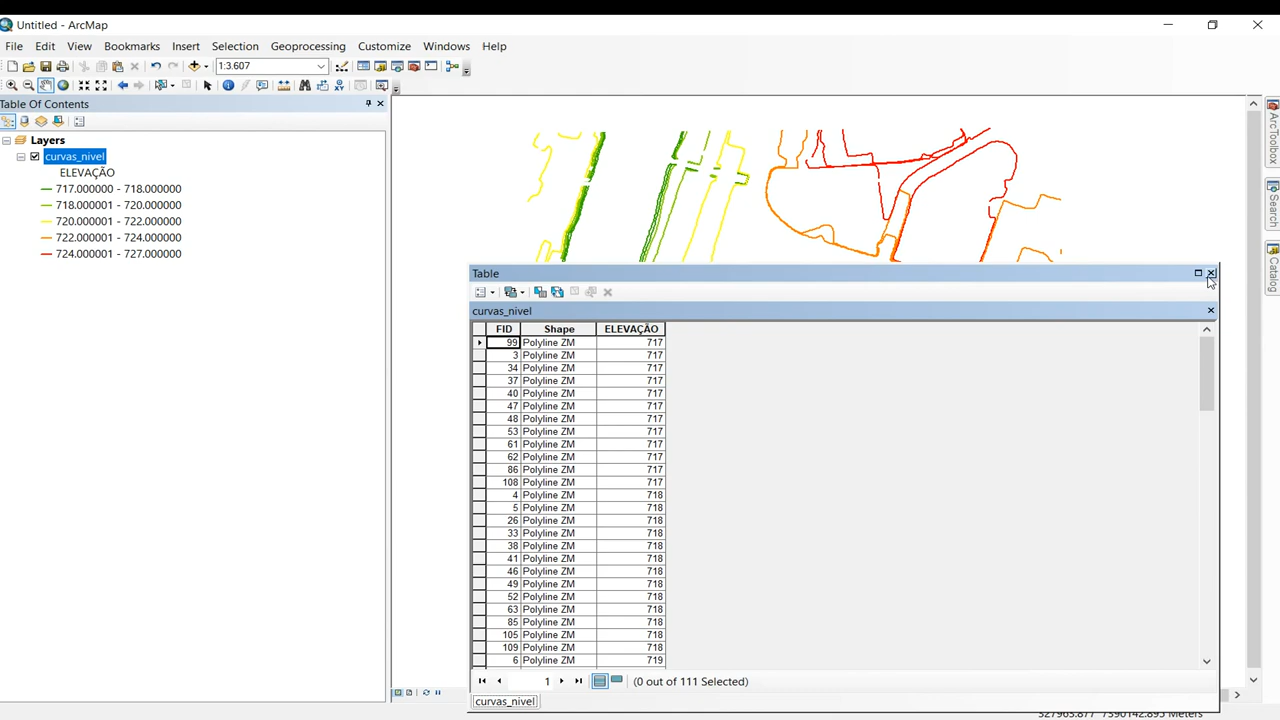 Untitled - ArcMap
File Edit View Bookmarks Insert Selection Geoprocessing Customize Windows Help
1:3.607
Table Of Contents
Layers
curvas_nivel
ELEVAÇÃO
717.000000 - 718.000000
718.000001 - 720.000000
720.000001 - 722.000000
722.000001 - 724.000000
724.000001 - 727.000000
ArcToolbox
Search
Catalog
Table
curvas_nivel
FID Shape ELEVAÇÃO
99 Polyline ZM 717
3 Polyline ZM 717
34 Polyline ZM 717
37 Polyline ZM 717
40 Polyline ZM 717
47 Polyline ZM 717
48 Polyline ZM 717
53 Polyline ZM 717
61 Polyline ZM 717
62 Polyline ZM 717
86 Polyline ZM 717
108 Polyline ZM 717
4 Polyline ZM 718
5 Polyline ZM 718
26 Polyline ZM 718
33 Polyline ZM 718
38 Polyline ZM 718
41 Polyline ZM 718
46 Polyline ZM 718
49 Polyline ZM 718
52 Polyline ZM 718
63 Polyline ZM 718
85 Polyline ZM 718
105 Polyline ZM 718
109 Polyline ZM 718
6 Polyline ZM 719
1 (0 out of 111 Selected)
curvas_nivel
327963.877 7390142.895 Meters